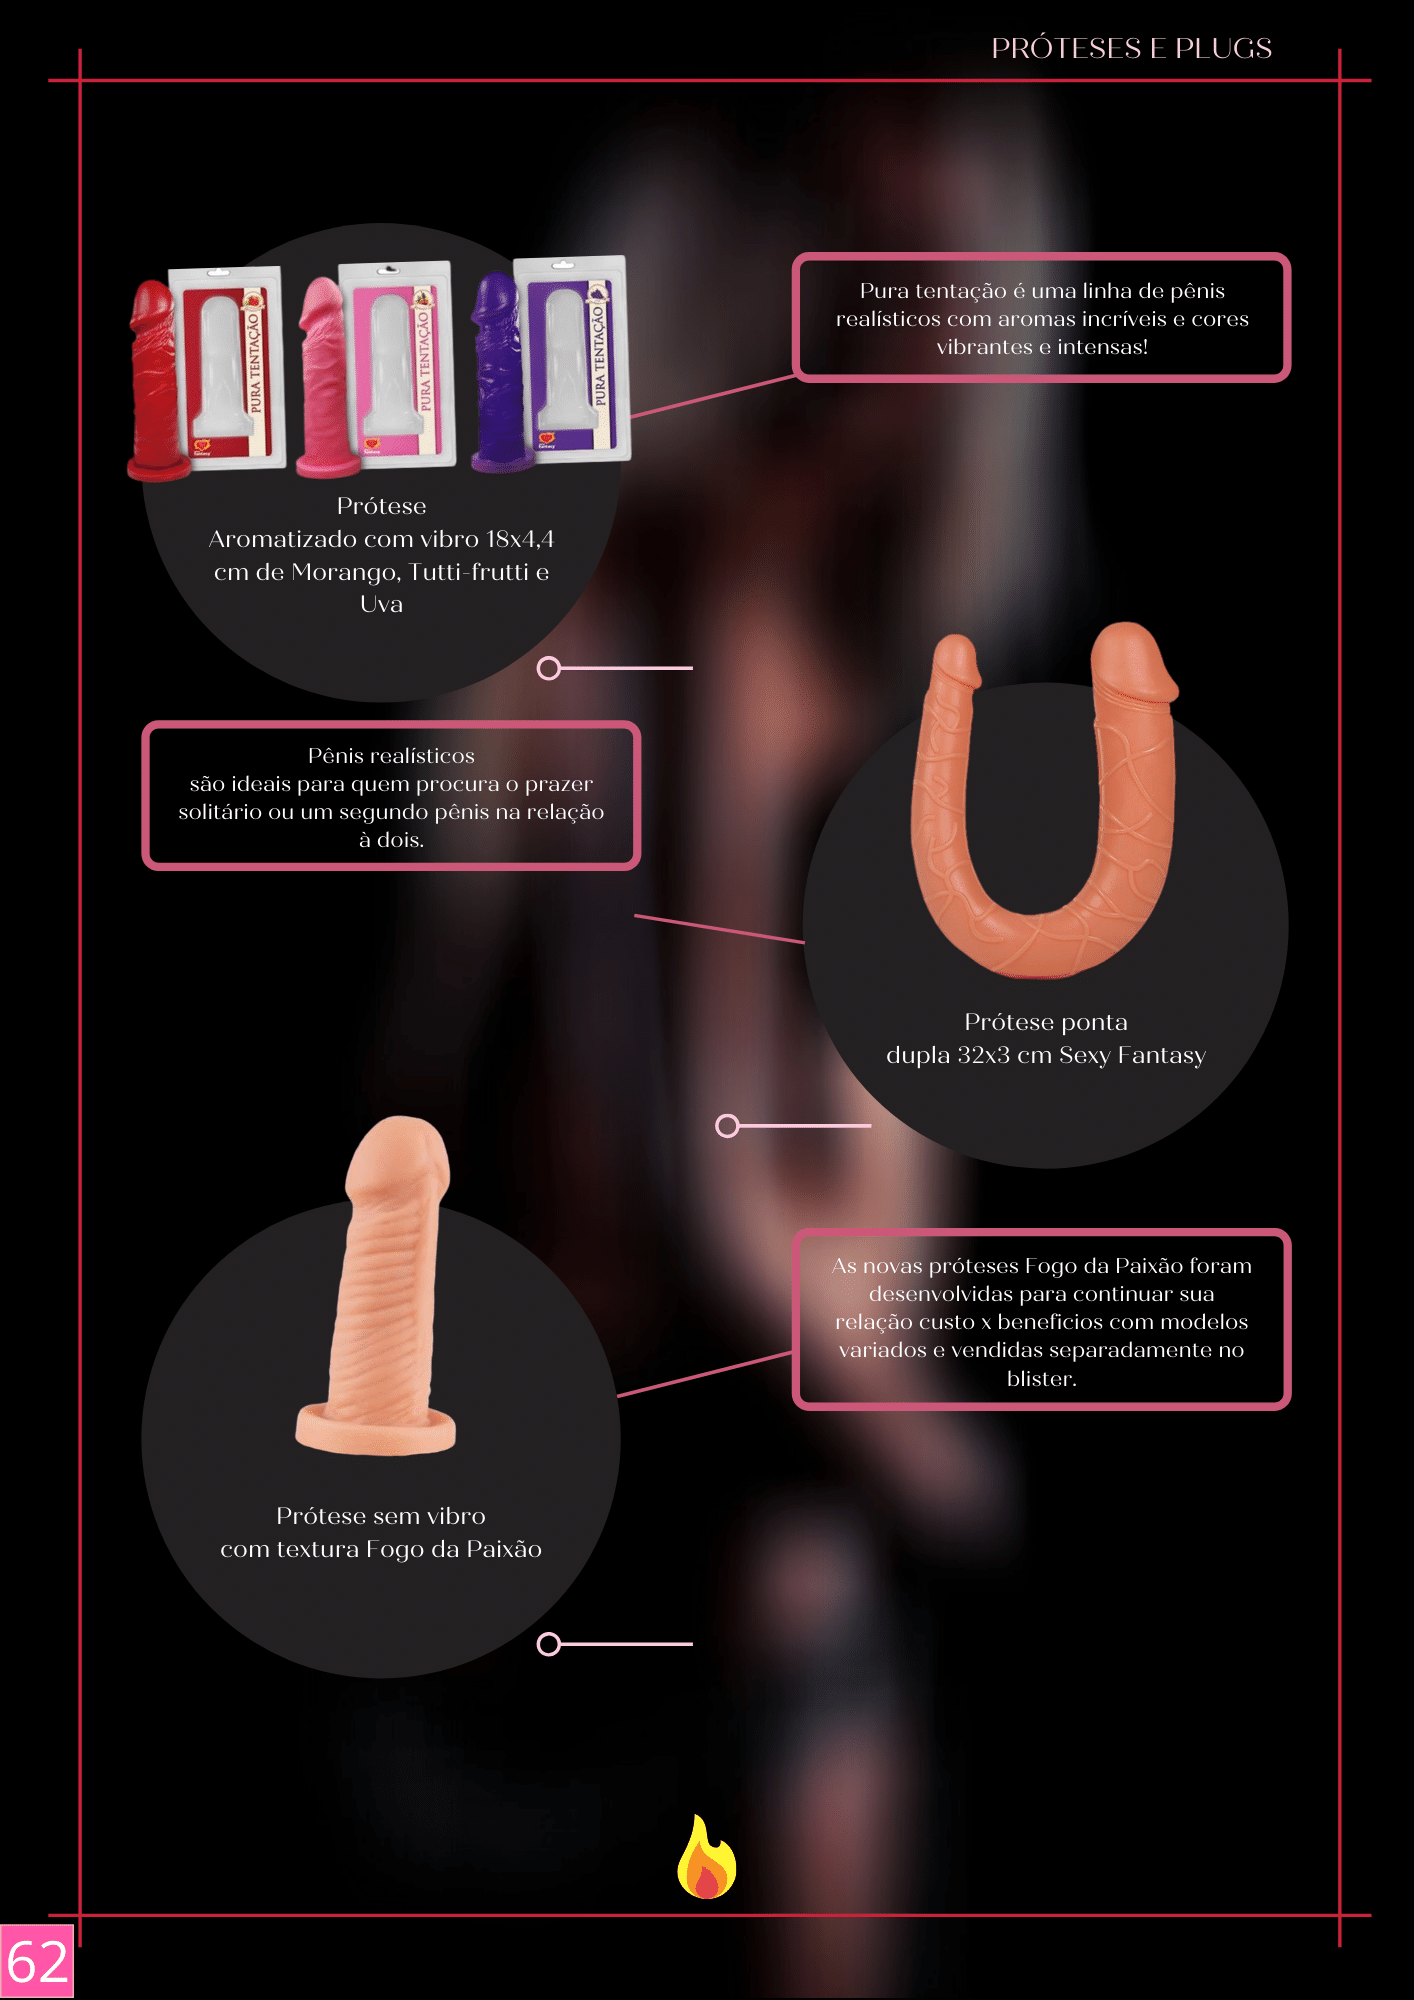 PRÓTESES E PLUGS
PURA TENTAÇÃO
PURA TENTAÇÃO
PURA TENTAÇÃO
Pura tentação é uma linha de pênis
realísticos com aromas incríveis e cores
vibrantes e intensas!
Prótese
Aromatizado com vibro 18x4,4
cm de Morango, Tutti-frutti e
Uva
Pênis realísticos
são ideais para quem procura o prazer
solitário ou um segundo pênis na relação
à dois.
Prótese ponta
dupla 32x3 cm Sexy Fantasy
As novas próteses Fogo da Paixão foram
desenvolvidas para continuar sua
relação custo x beneficios com modelos
variados e vendidas separadamente no
blister.
Prótese sem vibro
com textura Fogo da Paixão
62